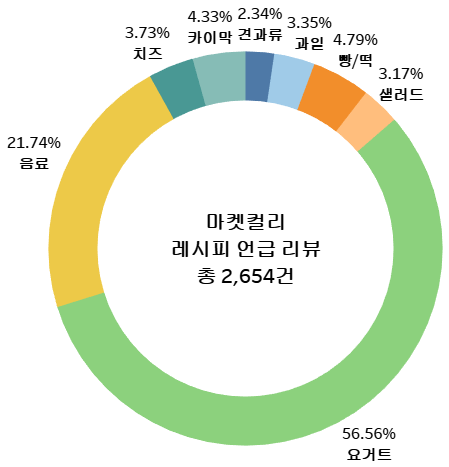 2.34%
견과류
3.35%
과일
4.79%
빵/떡
3.17%
샐러드
56.56%
요거트
21.74%
음료
3.73%
치즈
4.33%
카이막
마켓컬리
레시피 언급 리뷰
총 2,654건